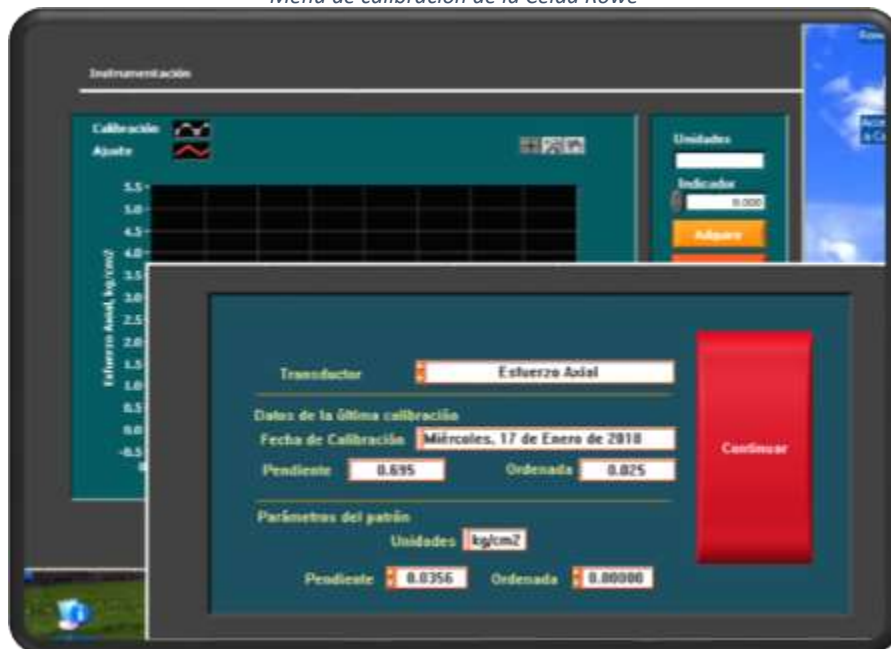 Menú de calibración de la Celda Rowe
Instrumentación
Calibración
Ajuste
Unidades
Indicador
0.000
Adquirir
5.5
5.0
4.5
4.0
3.5
3.0
2.5
2.0
1.5
1.0
0.5
0.0
-0.5
Esfuerzo Axial, kg/cm2
Transductor Esfuerzo Axial
Datos de la última calibración
Fecha de Calibración Miércoles, 17 de Enero de 2018
Pendiente 0.695 Ordenada 0.025
Parámetros del patrón
Unidades kg/cm2
Pendiente 0.0356 Ordenada 0.00000
Continuar